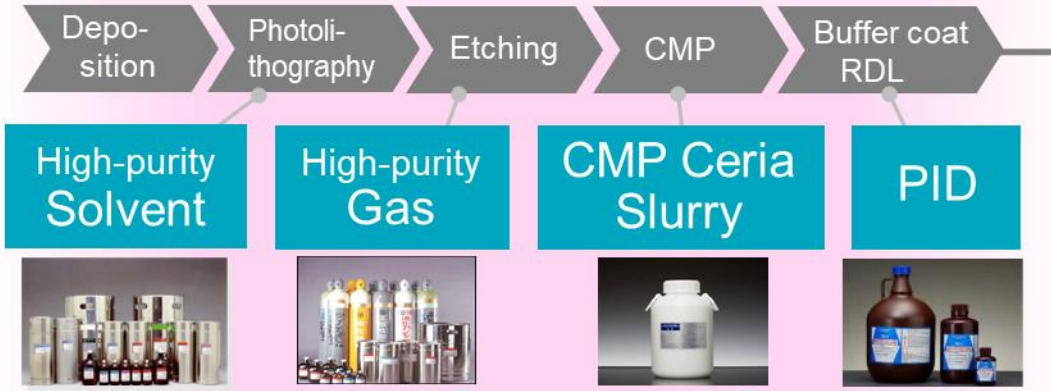 Depo-
sition
Photoli-
thography
Etching
CMP
Buffer coat
RDL
High-purity
Solvent
High-purity
Gas
CMP Ceria
Slurry
PID